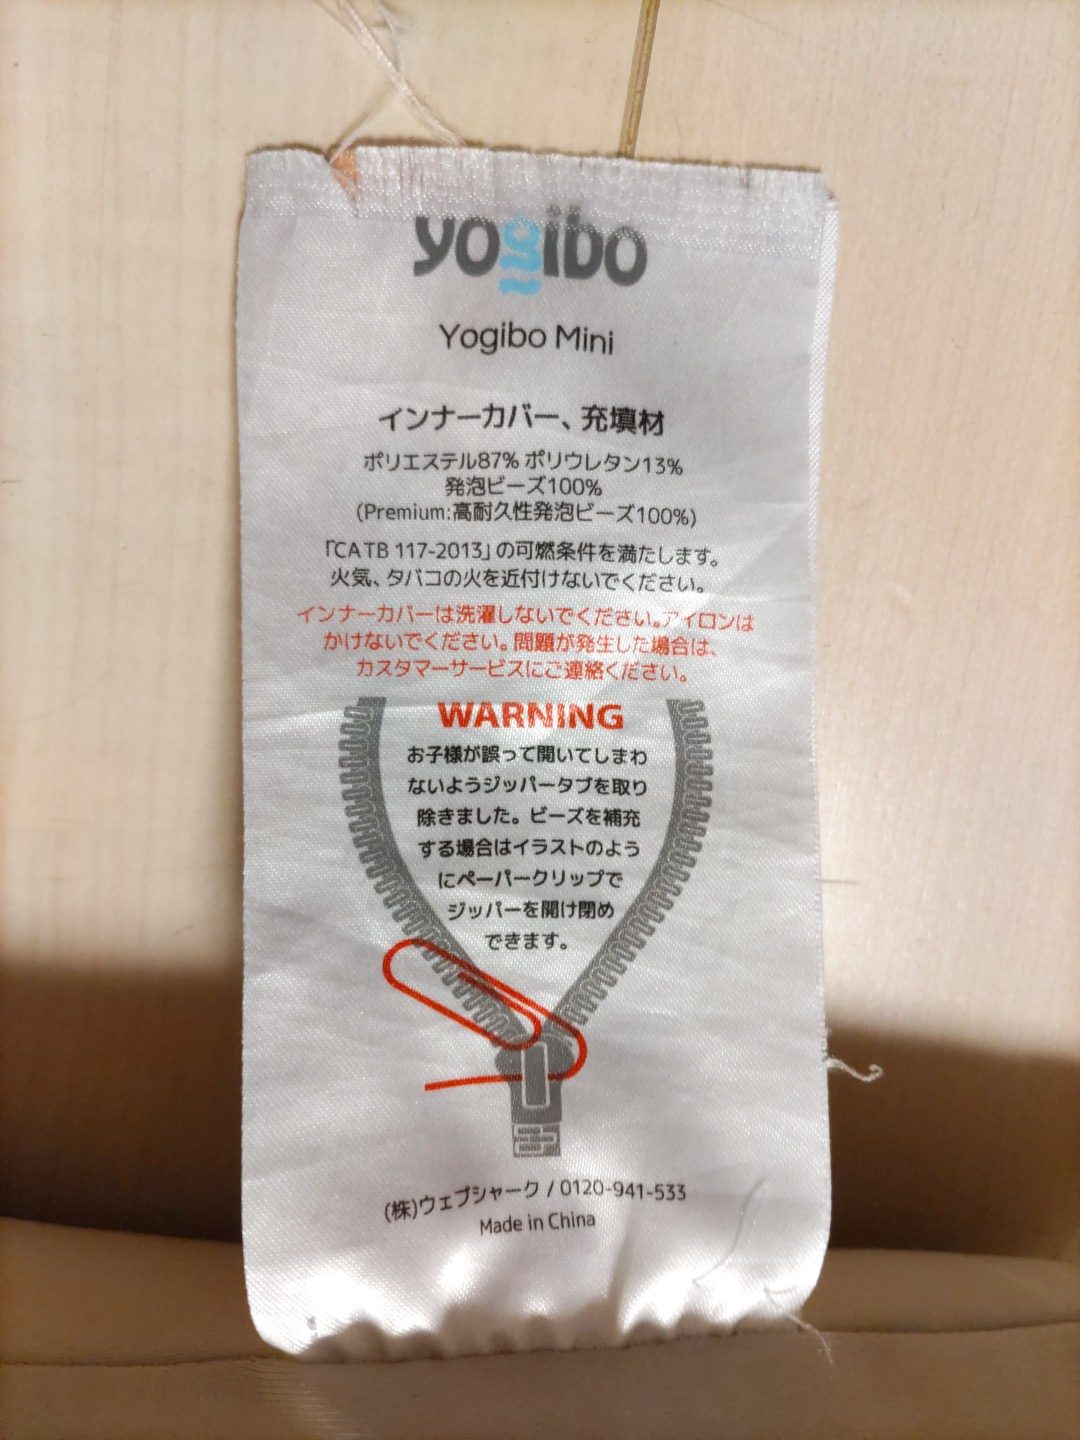 yogibo
Yogibo Mini
インナーカバー、充填材
ポリエステル87% ポリウレタン13%
発泡ビーズ100%
(Premium:高耐久性発泡ビーズ100%)
「CATB 117-2013」の可燃条件を満たします。
火気、タバコの火を近付けないでください。
インナーカバーは洗濯しないでください。アイロンは
かけないでください。問題が発生した場合は、
カスタマーサービスにご連絡ください。
WARNING
お子様が誤って開いてしまわ
ないようジッパータブを取り
除きました。ビーズを補充
する場合はイラストのよう
にペーパークリップで
ジッパーを開け閉め
できます。
(株)ウェブシャーク / 0120-941-533
Made in China